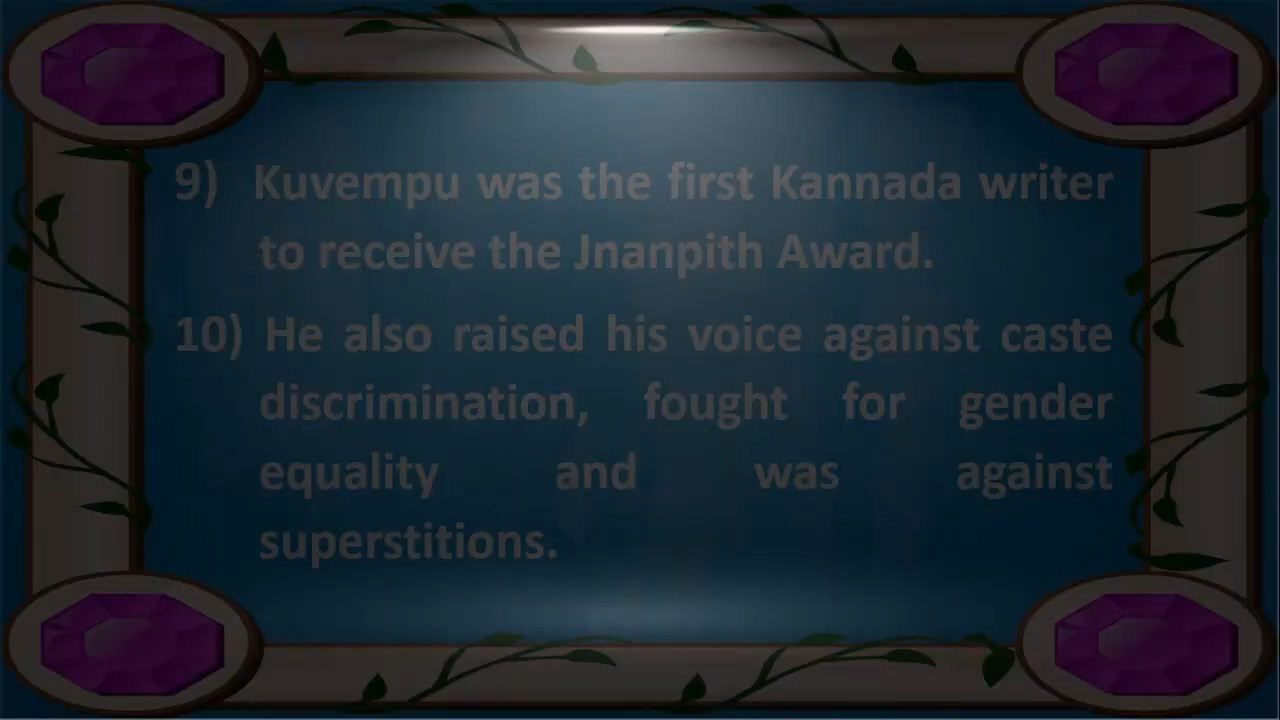 9) Kuvempu was the first Kannada writer
to receive the Jnanpith Award.
10) He also raised his voice against caste
discrimination, fought for gender
equality and was against
superstitions.